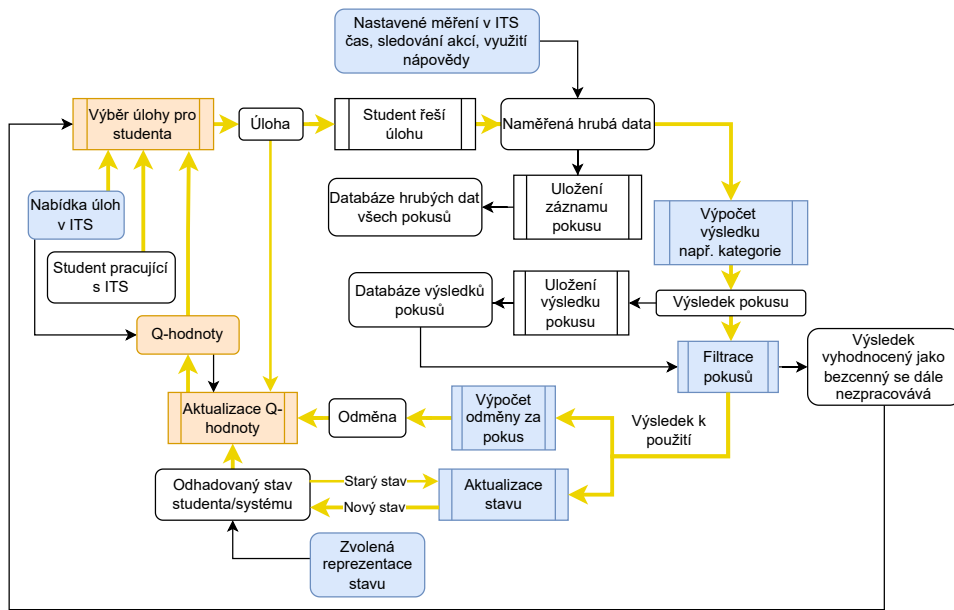 Nastavené měření v ITS
čas, sledování akcí, využití
nápovědy
Výběr úlohy pro
studenta
Úloha
Student řeší
úlohu
Naměřená hrubá data
Nabídka úloh
v ITS
Student pracující
s ITS
Databáze hrubých dat
všech pokusů
Uložení
záznamu
pokusu
Výpočet
výsledku
např. kategorie
Databáze výsledků
pokusů
Uložení
výsledku
pokusu
Výsledek pokusu
Q-hodnoty
Filtrace
pokusů
Výsledek
vyhodnocený jako
bezcenný se dále
nezpracovává
Aktualizace Q-
hodnoty
Odměna
Výpočet
odměny za
pokus
Výsledek k
použití
Odhadovaný stav
studenta/systému
Starý stav
Nový stav
Aktualizace
stavu
Zvolená
reprezentace
stavu